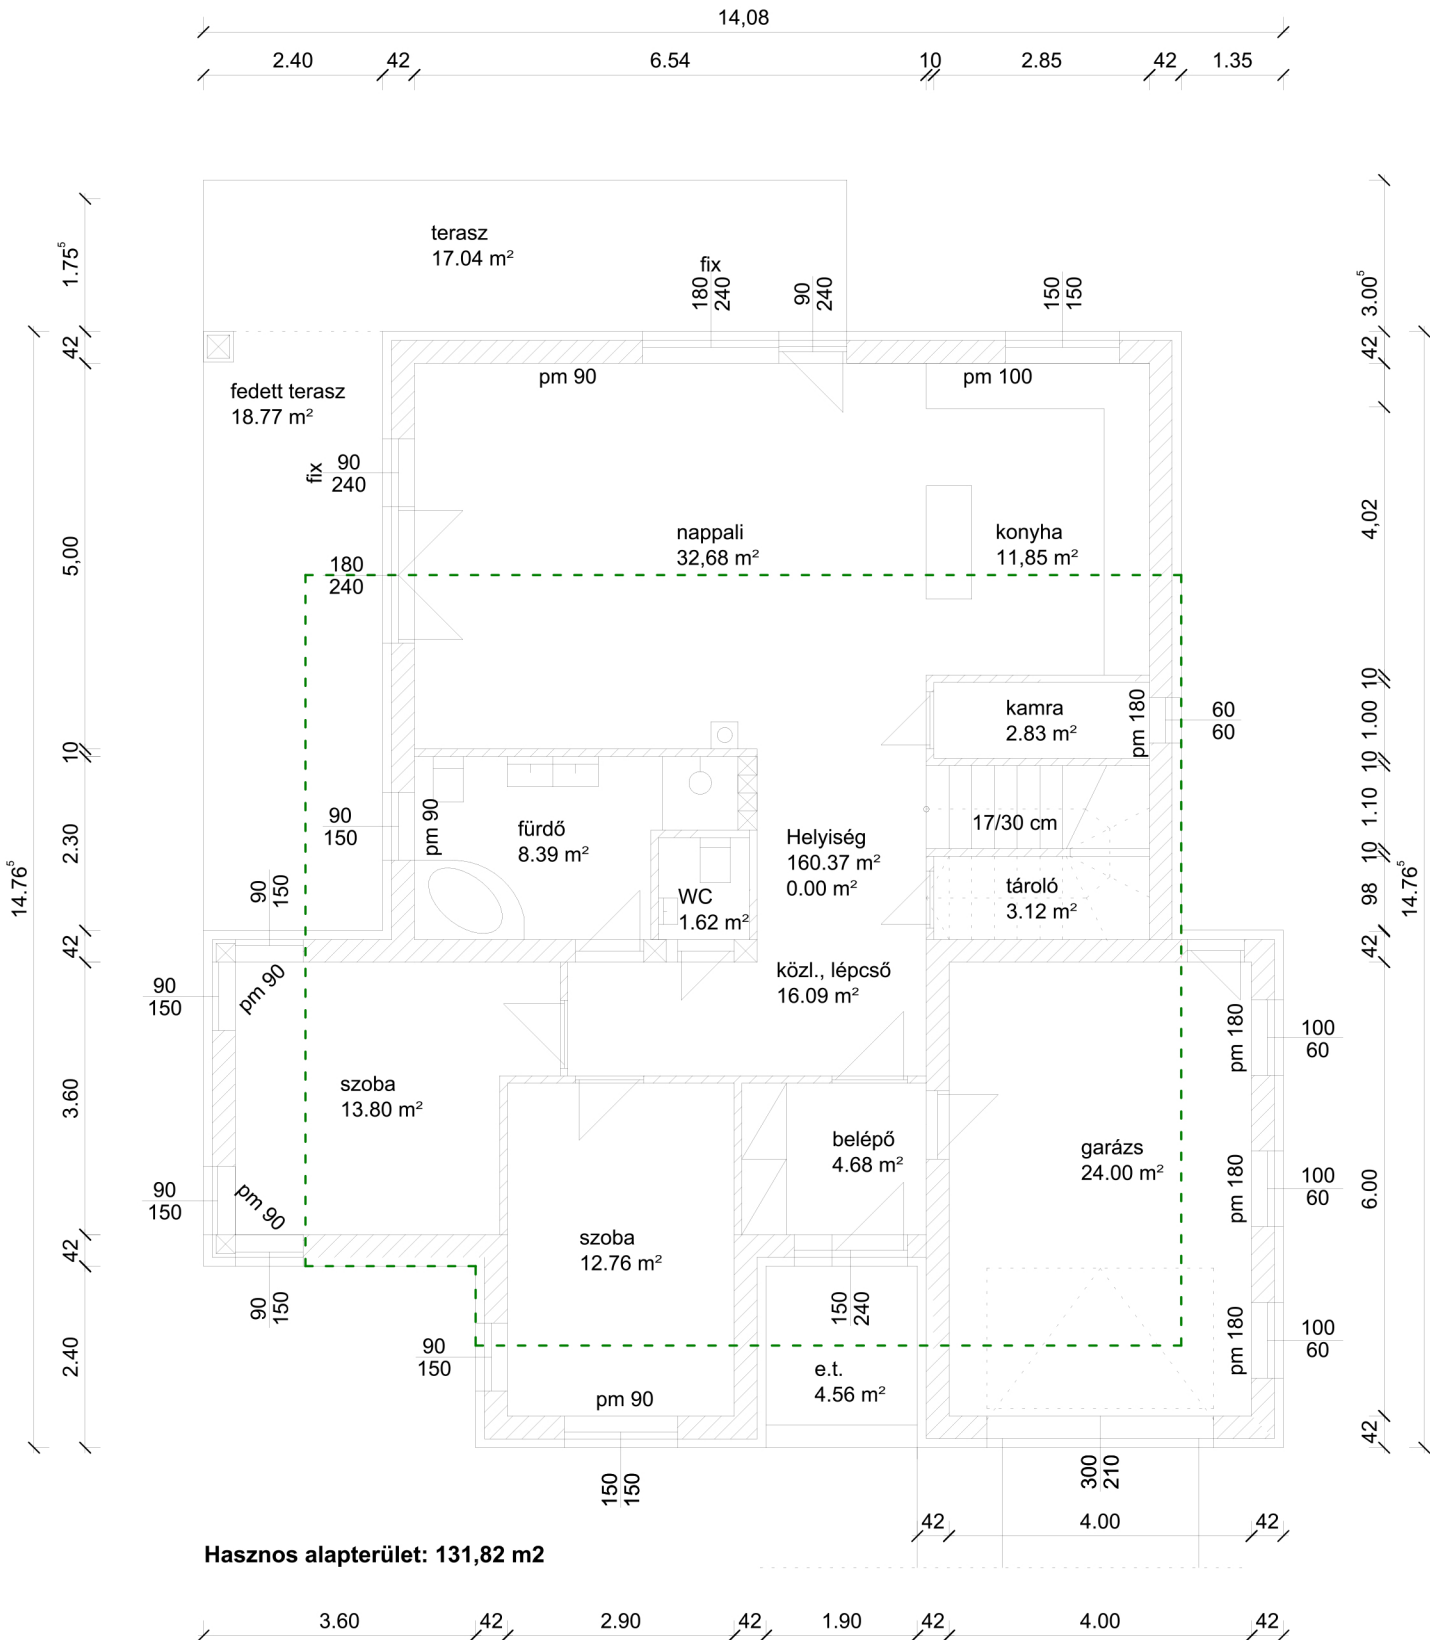 14,08
2.40 42 6.54 10 2.85 42 1.35
terasz
17.04 m²
fix
180
240
90
240
150
150
1.75⁵
42
5,00
10
2.30
42
3.60
42
2.40
14.76⁵
3.00⁵
42
4,02
10
1.00
10
1.10
10
98
42
6.00
42
14.76⁵
pm 90
pm 100
fedett terasz
18.77 m²
fix
90
240
180
240
nappali
32,68 m²
konyha
11,85 m²
kamra
2.83 m²
pm 180
60
60
90
150
pm 90
fürdő
8.39 m²
WC
1.62 m²
Helyiség
160.37 m²
0.00 m²
17/30 cm
tároló
3.12 m²
90
150
pm 90
90
150
közl., lépcső
16.09 m²
pm 180
100
60
szoba
13.80 m²
belépő
4.68 m²
garázs
24.00 m²
pm 180
100
60
90
150
pm 90
szoba
12.76 m²
90
150
150
240
90
150
pm 90
e.t.
4.56 m²
pm 180
100
60
150
150
300
210
42 4.00 42
Hasznos alapterület: 131,82 m2
3.60 42 2.90 42 1.90 42 4.00 42